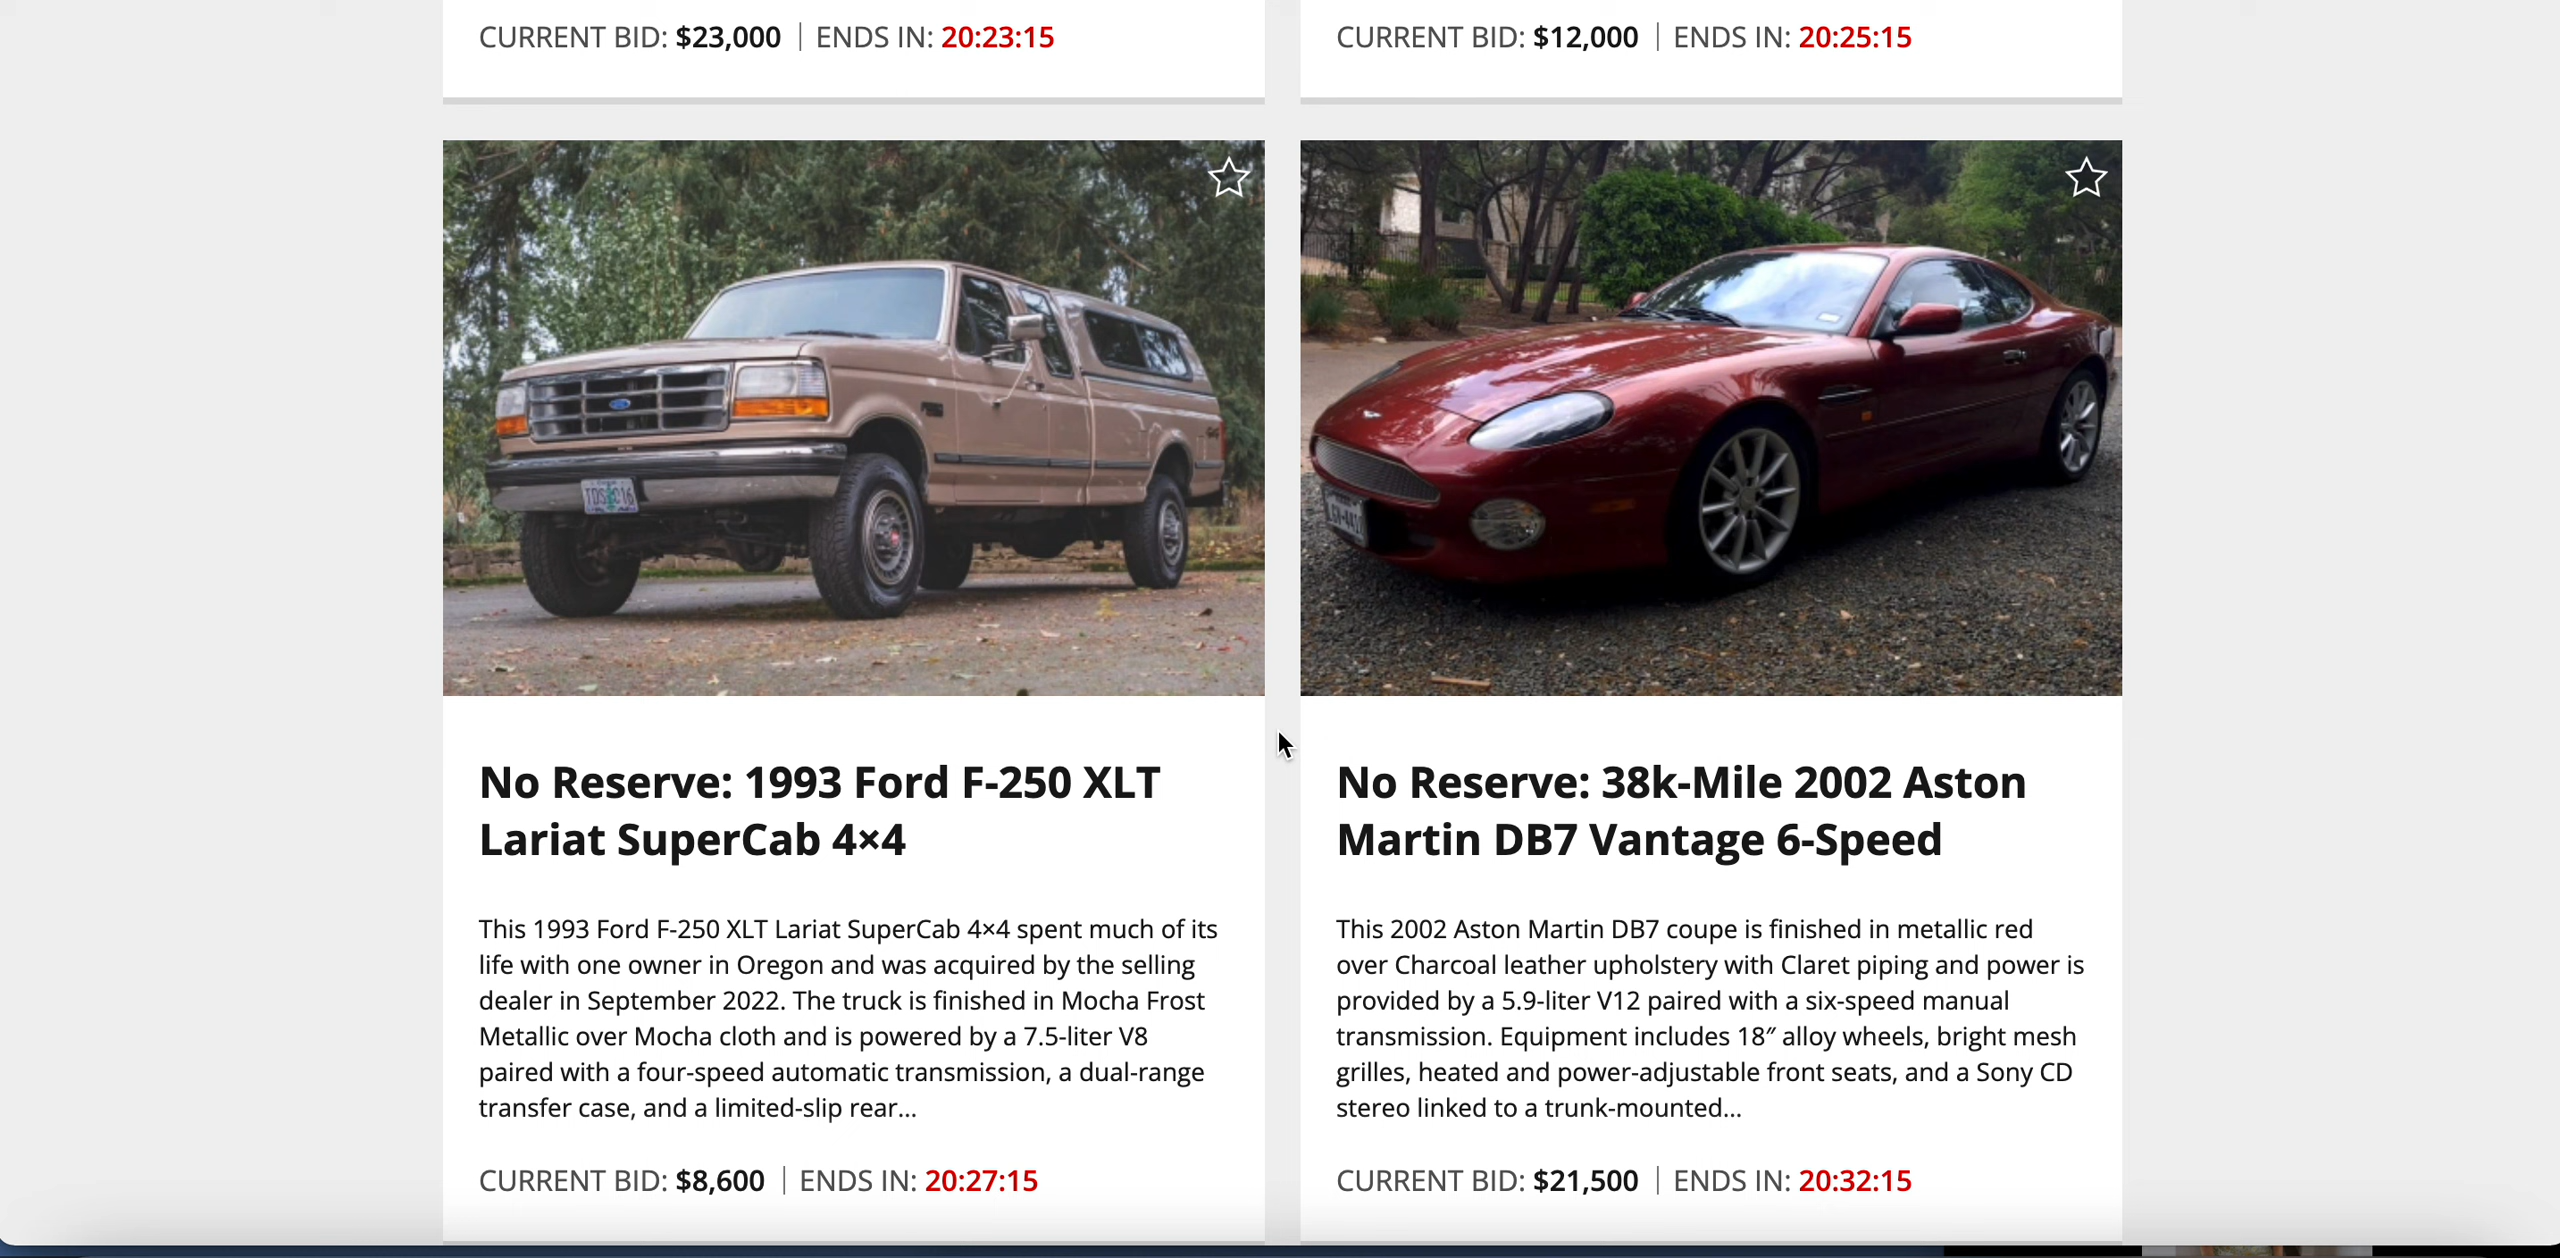 CURRENT BID: $23,000 | ENDS IN: 20:23:15
CURRENT BID: $12,000 | ENDS IN: 20:25:15
No Reserve: 1993 Ford F-250 XLT
Lariat SuperCab 4×4
This 1993 Ford F-250 XLT Lariat SuperCab 4×4 spent much of its
life with one owner in Oregon and was acquired by the selling
dealer in September 2022. The truck is finished in Mocha Frost
Metallic over Mocha cloth and is powered by a 7.5-liter V8
paired with a four-speed automatic transmission, a dual-range
transfer case, and a limited-slip rear...
CURRENT BID: $8,600 | ENDS IN: 20:27:15
No Reserve: 38k-Mile 2002 Aston
Martin DB7 Vantage 6-Speed
This 2002 Aston Martin DB7 coupe is finished in metallic red
over Charcoal leather upholstery with Claret piping and power is
provided by a 5.9-liter V12 paired with a six-speed manual
transmission. Equipment includes 18″ alloy wheels, bright mesh
grilles, heated and power-adjustable front seats, and a Sony CD
stereo linked to a trunk-mounted...
CURRENT BID: $21,500 | ENDS IN: 20:32:15